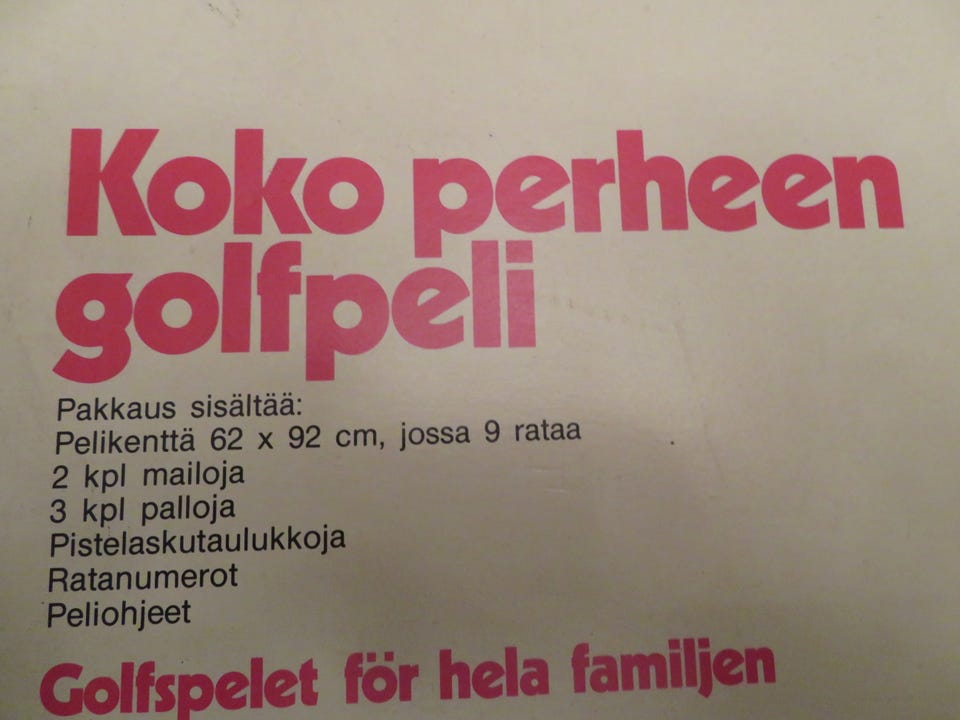 Koko perheen
golfpeli
Pakkaus sisältää:
Pelikenttä 62 x 92 cm, jossa 9 rataa
2 kpl mailoja
3 kpl palloja
Pistelaskutaulukkoja
Ratanumerot
Peliohjeet
Golfspelet för hela familjen